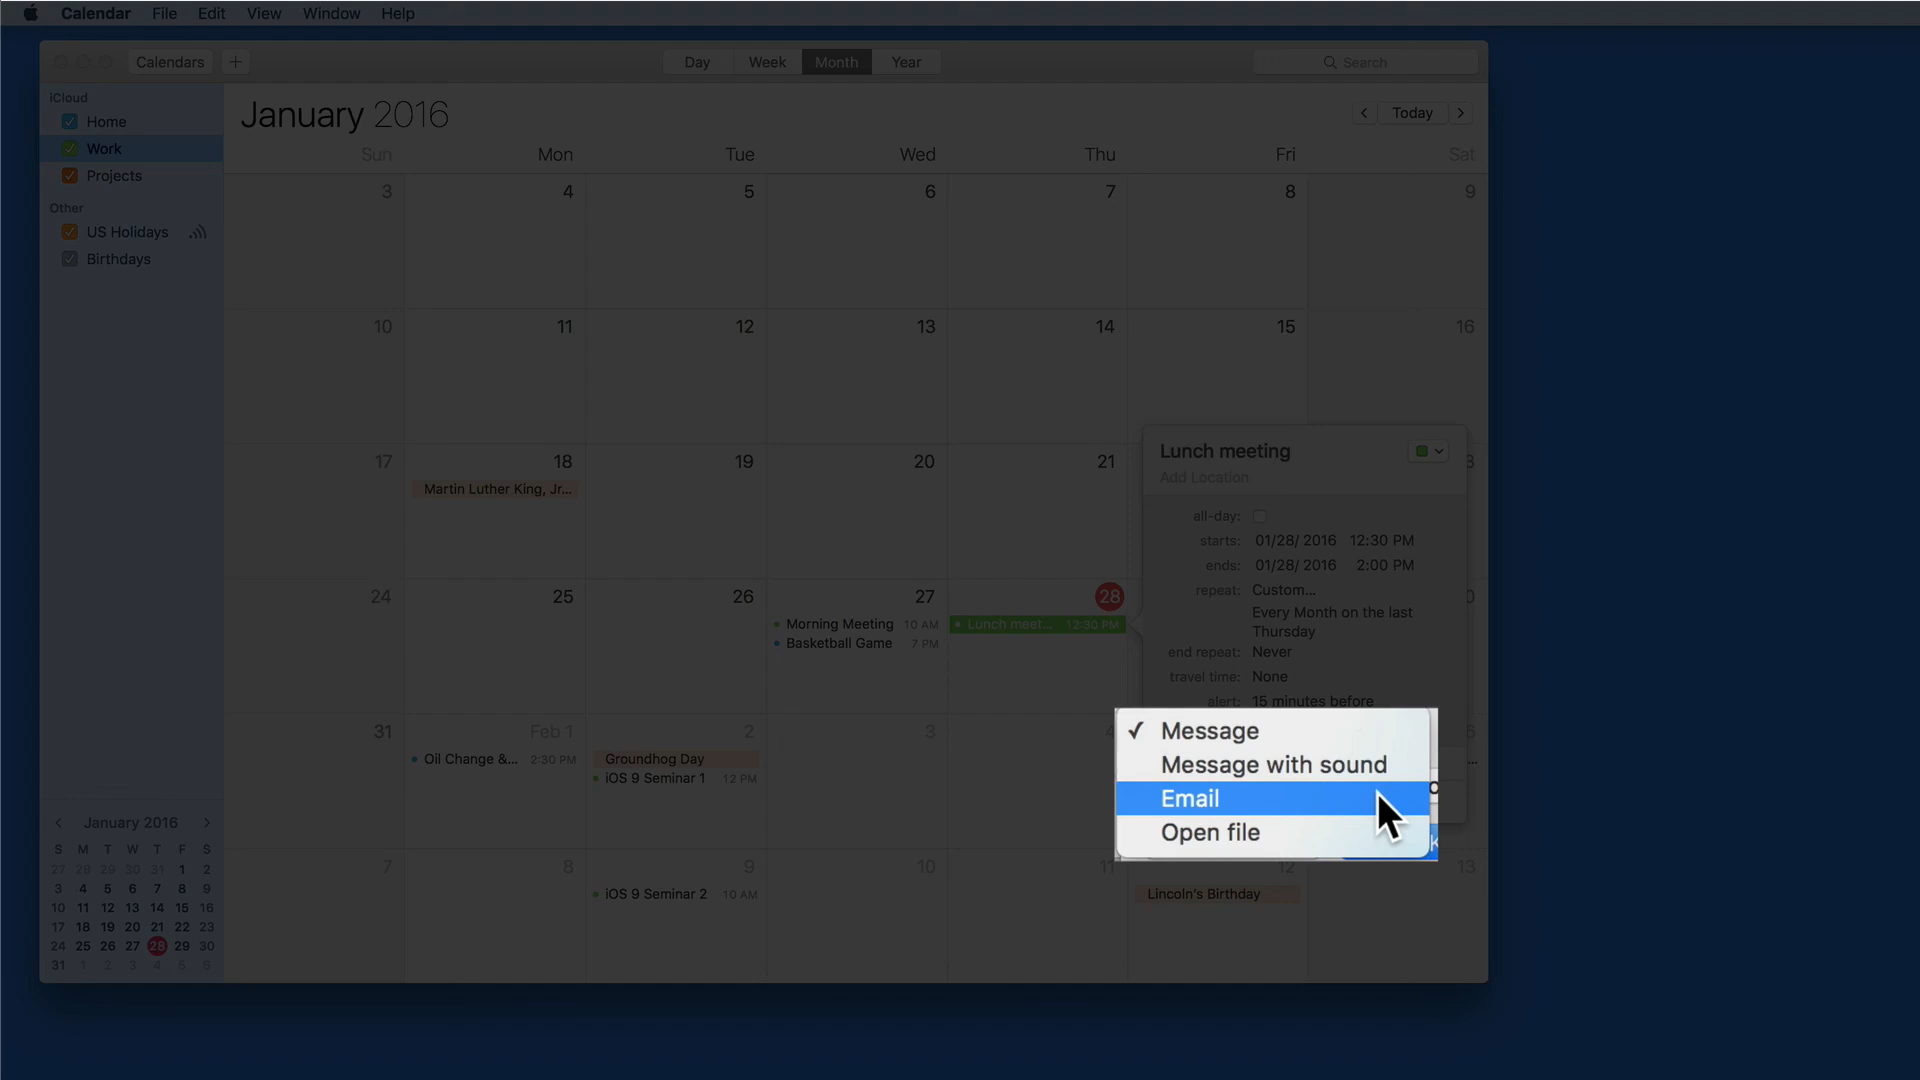 Calendar File Edit View Window Help
Calendars + Day Week Month Year Search
iCloud
Home
Work
Projects
Other
US Holidays
Birthdays
January 2016
Today
Sun Mon Tue Wed Thu Fri Sat
3 4 5 6 7 8 9
10 11 12 13 14 15 16
17 18 19 20 21
Martin Luther King, Jr...
24 25 26 27 28
Morning Meeting 10 AM
Basketball Game 7 PM
Lunch meet... 12:30 PM
31 Feb 1 2 3 4
Oil Change &... 2:30 PM
Groundhog Day
iOS 9 Seminar 1 12 PM
7 8 9 10 11 12 13
iOS 9 Seminar 2 10 AM
Lincoln's Birthday
Lunch meeting
Add Location
all-day:
starts: 01/28/ 2016 12:30 PM
ends: 01/28/ 2016 2:00 PM
repeat: Custom...
Every Month on the last
Thursday
end repeat: Never
travel time: None
alert: 15 minutes before
✓ Message
Message with sound
Email
Open file
January 2016
S M T W T F S
27 28 29 30 31 1 2
3 4 5 6 7 8 9
10 11 12 13 14 15 16
17 18 19 20 21 22 23
24 25 26 27 28 29 30
31 1 2 3 4 5 6